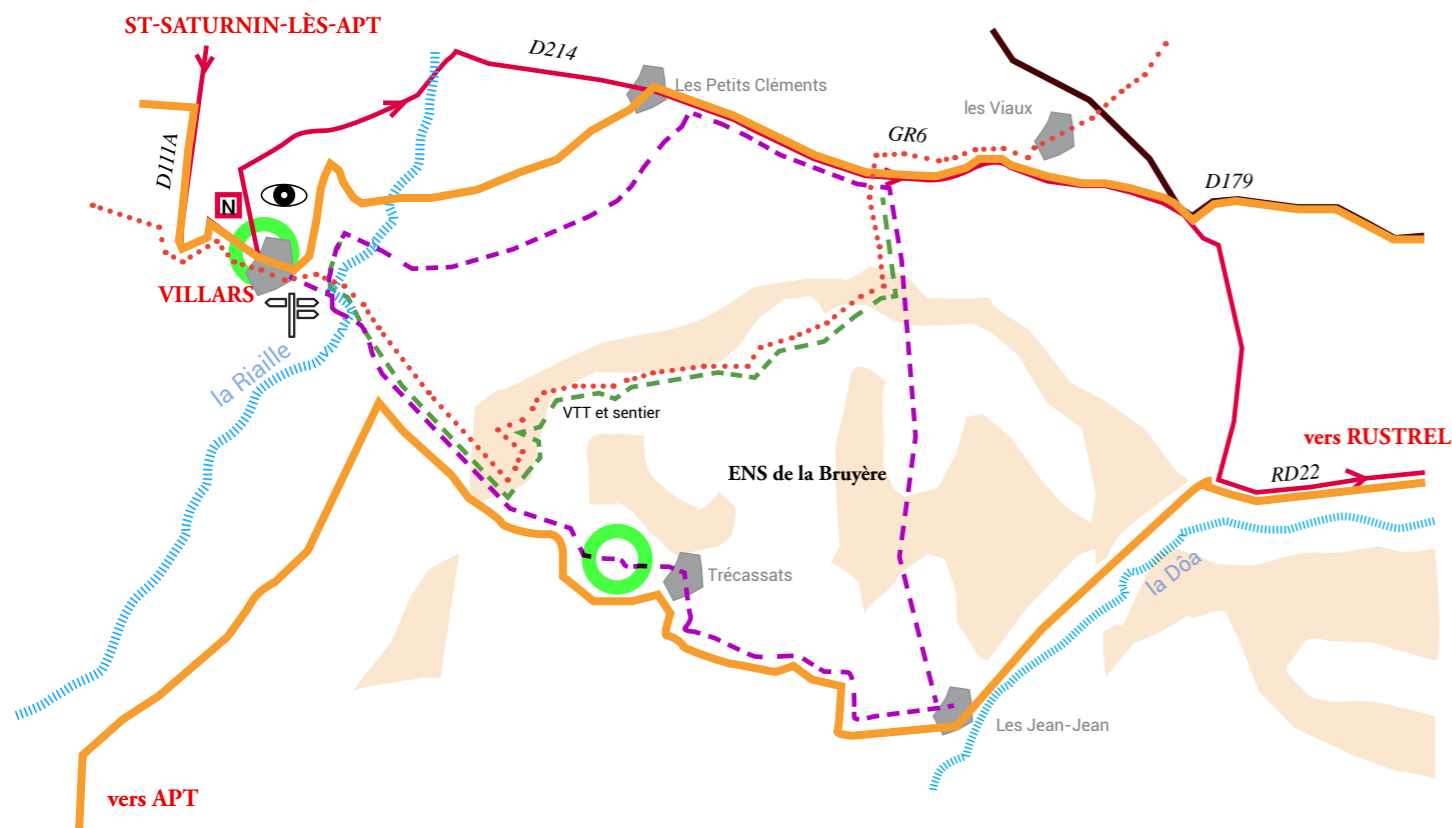 ST-SATURNIN-LÈS-APT
D214
Les Petits Cléments
les Viaux
GR6
D111A
D179
N
VILLARS
la Riaille
VTT et sentier
vers RUSTREL
ENS de la Bruyère
RD22
la Dôa
Trécassats
Les Jean-Jean
vers APT